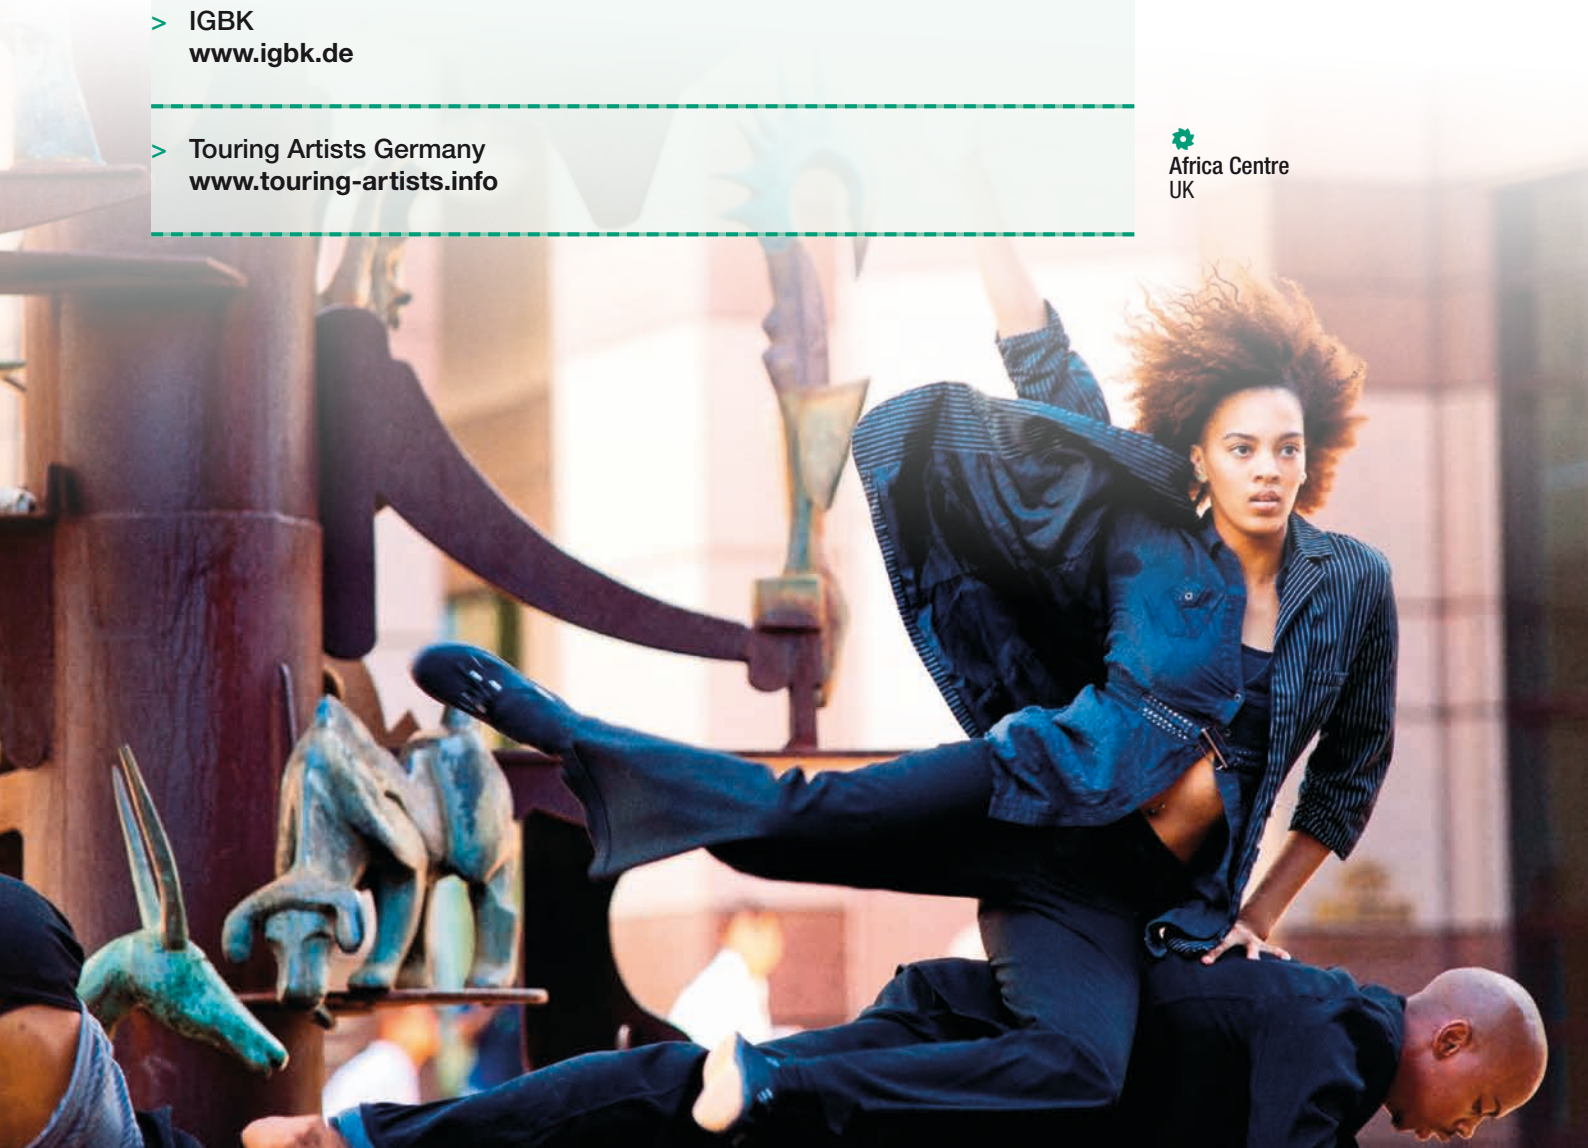 > IGBK
www.igbk.de
> Touring Artists Germany
www.touring-artists.info
Africa Centre
UK